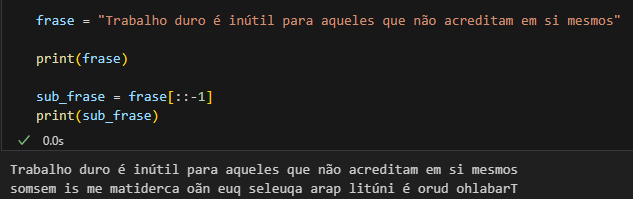 frase = "Trabalho duro é inútil para aqueles que não acreditam em si mesmos"
print(frase)
sub_frase = frase[::-1]
print(sub_frase)
0.0s
Trabalho duro é inútil para aqueles que não acreditam em si mesmos
somsem is me matiderca oãn euq seleuqa arap litúni é orud ohlabarT